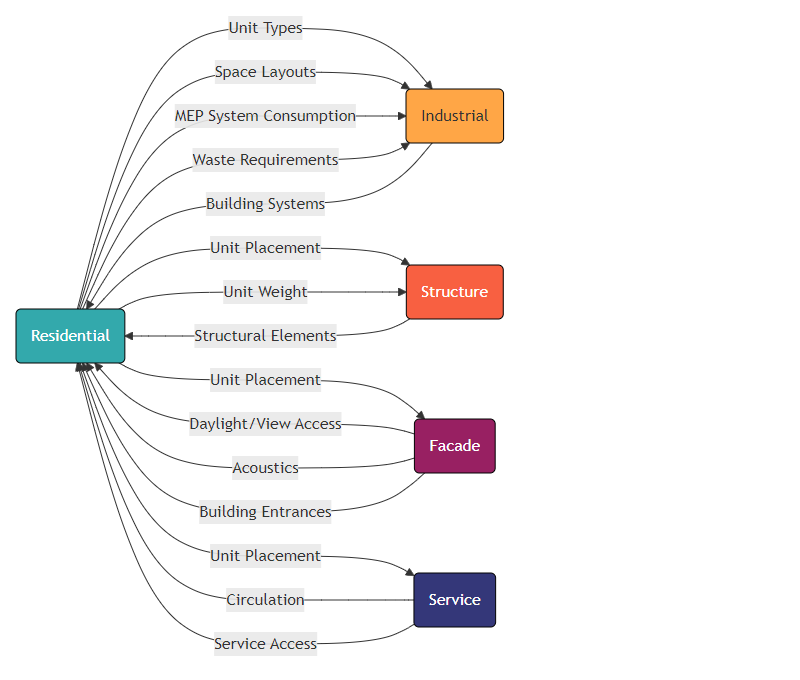 Unit Types
Space Layouts
MEP System Consumption
Industrial
Waste Requirements
Building Systems
Unit Placement
Unit Weight
Structure
Residential
Structural Elements
Unit Placement
Daylight/View Access
Facade
Acoustics
Building Entrances
Unit Placement
Circulation
Service
Service Access